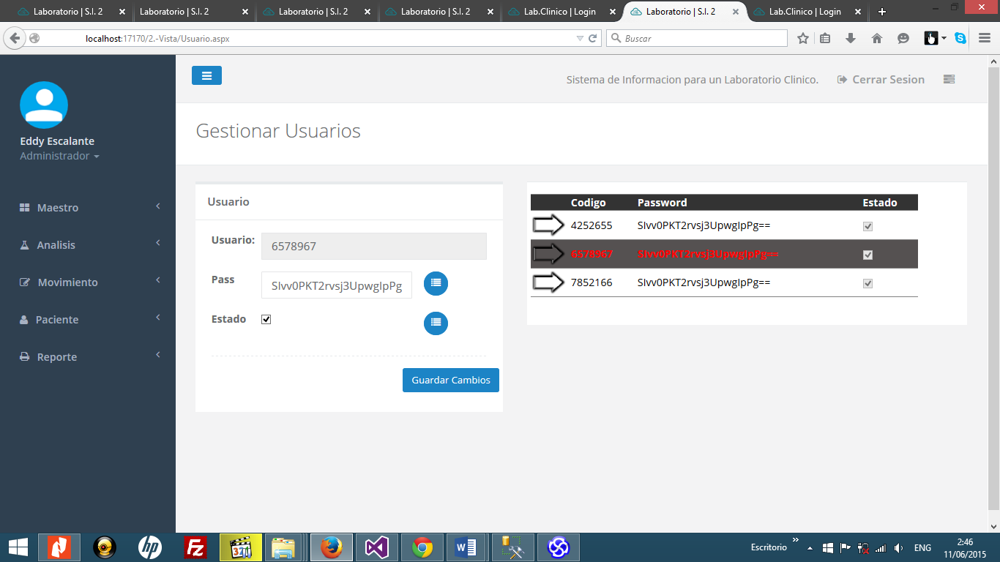 Laboratorio | S.I. 2
Laboratorio | S.I. 2
Laboratorio | S.I. 2
Laboratorio | S.I. 2
Lab.Clinico | Login
Laboratorio | S.I. 2
Lab.Clinico | Login
localhost:17170/2.-Vista/Usuario.aspx
Buscar
Sistema de Informacion para un Laboratorio Clinico.
Cerrar Sesion
Eddy Escalante
Administrador
Maestro
Analisis
Movimiento
Paciente
Reporte
Gestionar Usuarios
Usuario
Usuario: 6578967
Pass SIvv0PKT2rvsj3UpwgIpPg
Estado
Guardar Cambios
Codigo Password Estado
4252655 SIvv0PKT2rvsj3UpwgIpPg==
6578967 SIvv0PKT2rvsj3UpwgIpPg==
7852166 SIvv0PKT2rvsj3UpwgIpPg==
Escritorio
ENG
2:46
11/06/2015